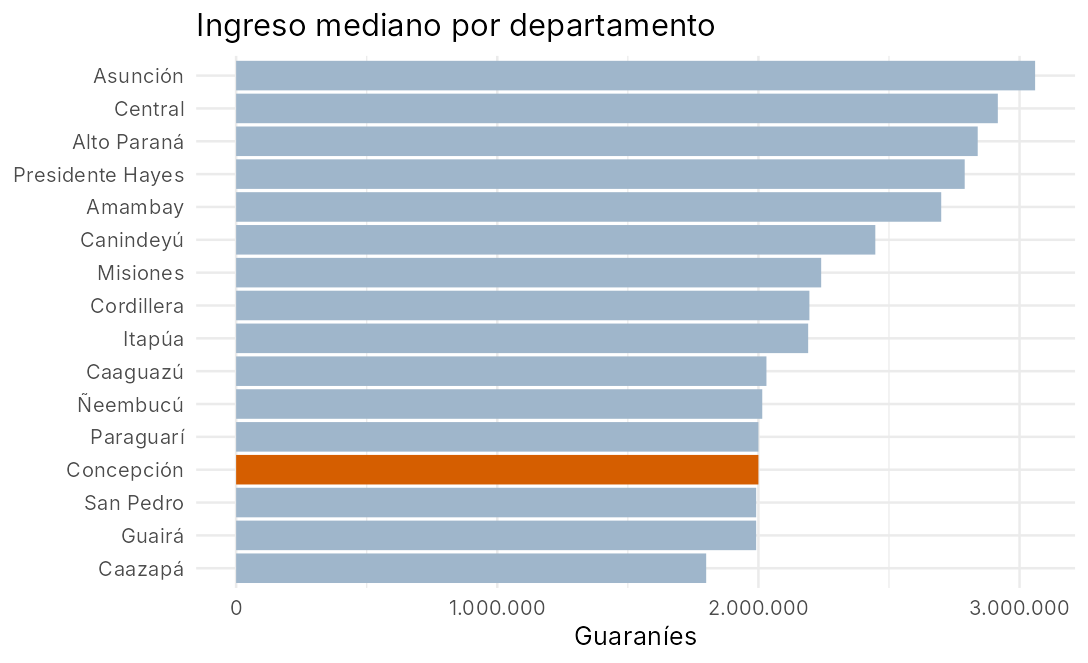 Ingreso mediano por departamento
Asunción
Central
Alto Paraná
Presidente Hayes
Amambay
Canindeyú
Misiones
Cordillera
Itapúa
Caaguazú
Ñeembucú
Paraguarí
Concepción
San Pedro
Guairá
Caazapá
0 1.000.000 2.000.000 3.000.000
Guaraníes